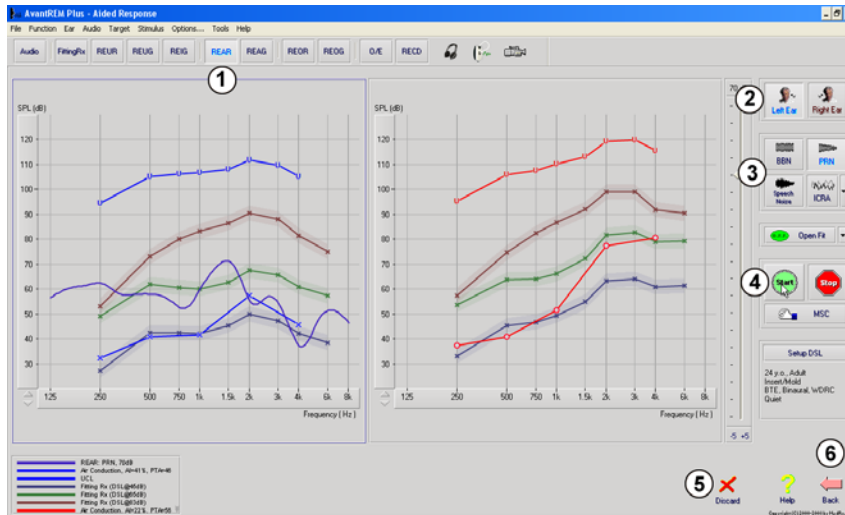 AvantREM Plus - Aided Response
File Function Ear Audio Target Stimulus Options... Tools Help
Audio FittingRx REUR REUG REIG REAR REAG REOR REOG O/E RECD
1
SPL (dB)
120
110
100
90
80
70
60
50
40
30
125 250 500 750 1k 1.5k 2k 3k 4k 6k 8k
Frequency ( Hz )
SPL (dB)
120
110
100
90
80
70
60
50
40
30
125 250 500 750 1k 1.5k 2k 3k 4k 6k 8k
Frequency ( Hz )
70
-5 +5
2
Left Ear Right Ear
3
BBN PRN
Speech Noise ICRA
Open Fit
4
Start Stop
MSC
Setup DSL
24 y.o., Adult
Insert/Mold
BTE, Binaural, WDRC
Quiet
REAR: PRN, 70dB
Air Conduction, AI=41%, PTA=48
UCL
Fitting Rx (DSL@45dB)
Fitting Rx (DSL@65dB)
Fitting Rx (DSL@83dB)
Air Conduction, AI=22%, PTA=58
5
Discard
Help
6
Back